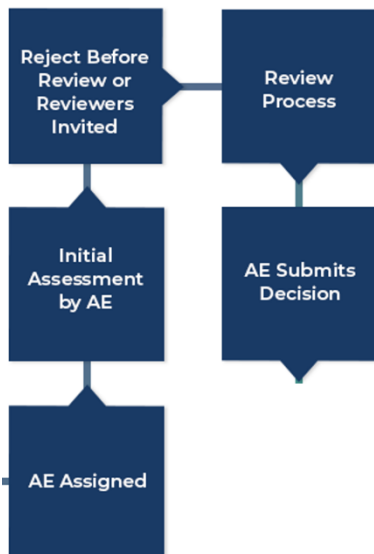 Reject Before
Review or
Reviewers
Invited
Review
Process
Initial
Assessment
by AE
AE Submits
Decision
AE Assigned